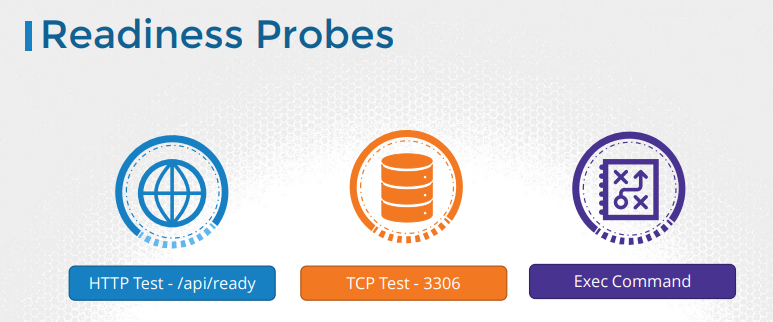 Readiness Probes
HTTP Test - /api/ready
TCP Test - 3306
Exec Command